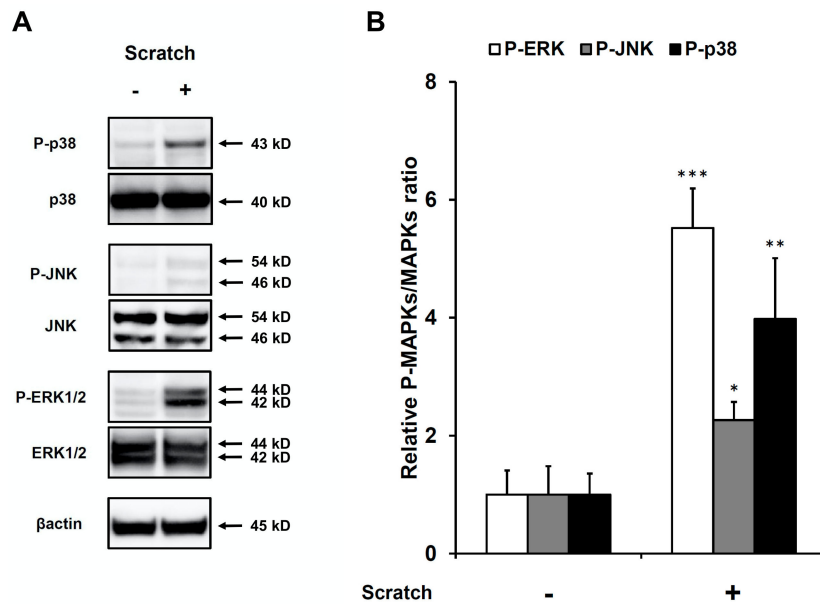 A
Scratch
- +
P-p38 43 kD
p38 40 kD
P-JNK 54 kD
46 kD
JNK 54 kD
46 kD
P-ERK1/2 44 kD
42 kD
ERK1/2 44 kD
42 kD
βactin 45 kD
B
P-ERK P-JNK P-p38
Relative P-MAPKs/MAPKs ratio
8
6
4
2
0
***
*
**
Scratch - +